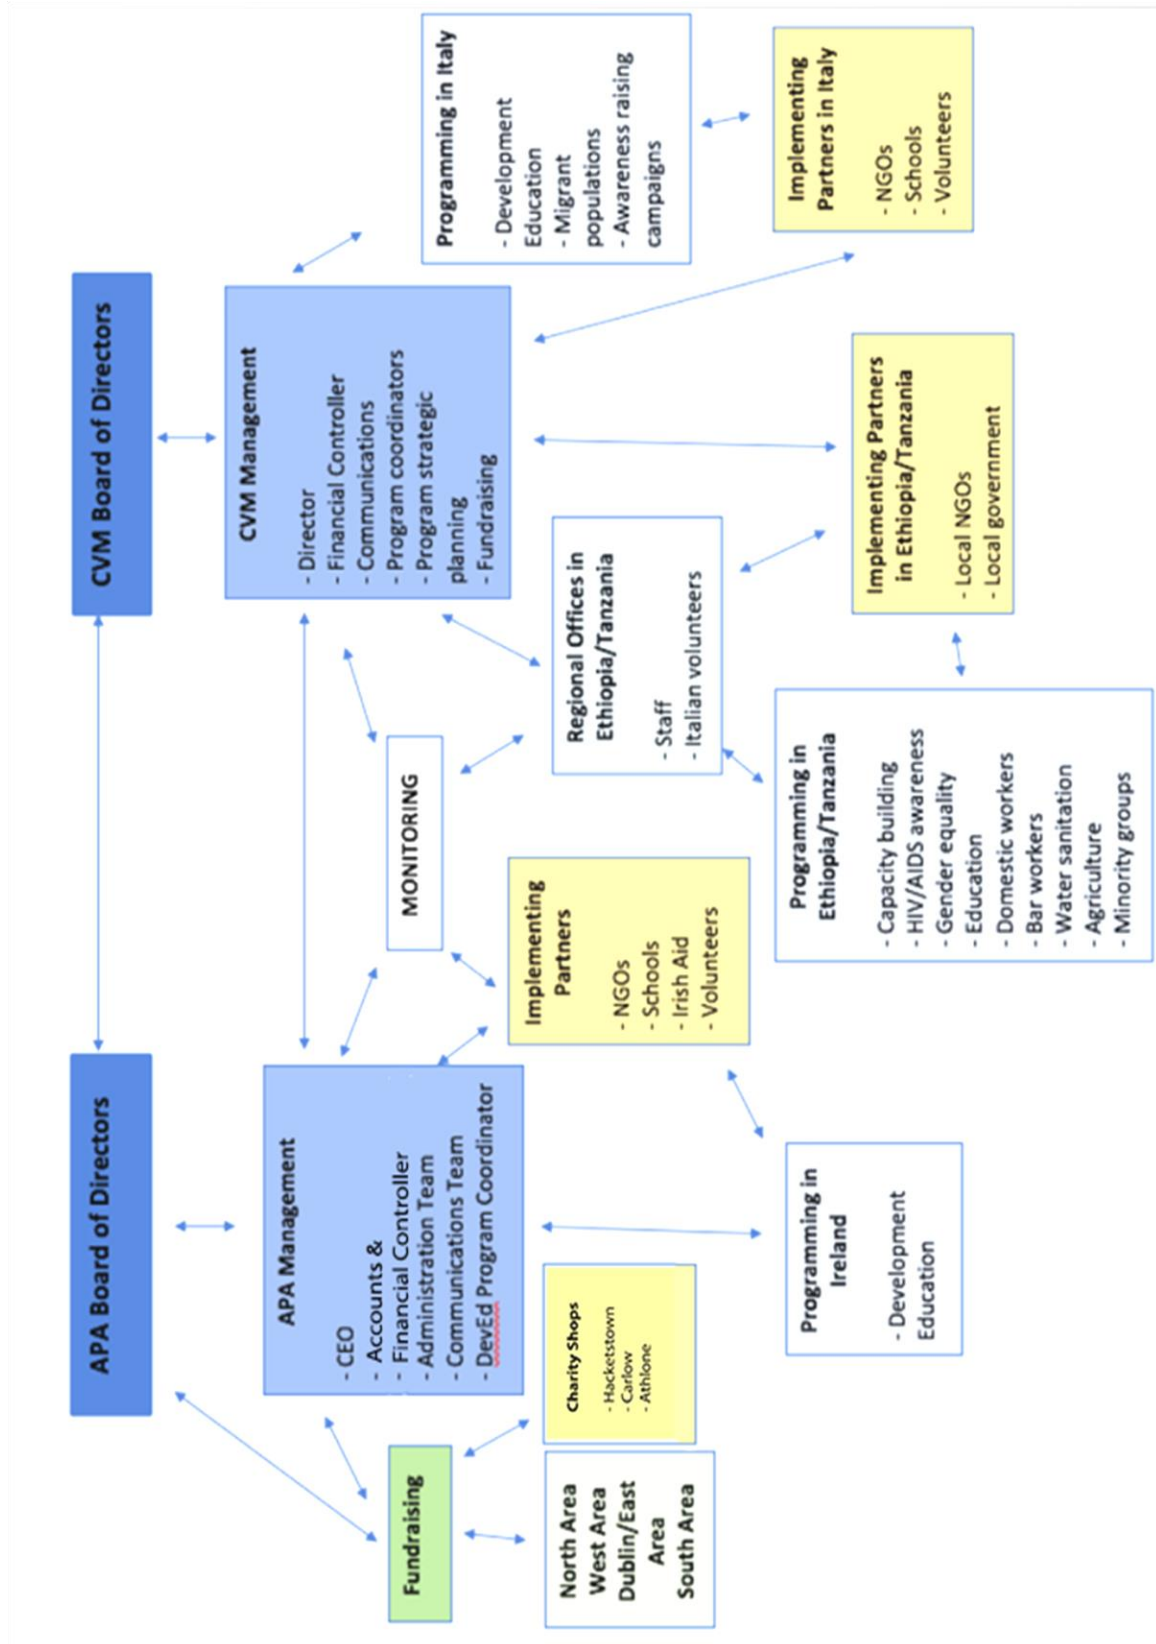 APA Board of Directors
CVM Board of Directors
APA Management
- CEO
- Accounts &
- Financial Controller
- Administration Team
- Communications Team
- DevEd Program Coordinator
CVM Management
- Director
- Financial Controller
- Communications
- Program coordinators
- Program strategic
planning
- Fundraising
Fundraising
MONITORING
Programming in Italy
- Development
Education
- Migrant
populations
- Awareness raising
campaigns
North Area
West Area
Dublin/East
Area
South Area
Charity Shops
- Hacketstown
- Carlow
- Athlone
Implementing
Partners
- NGOs
- Schools
- Irish Aid
- Volunteers
Regional Offices in
Ethiopia/Tanzania
- Staff
- Italian volunteers
Programming in
Ireland
- Development
Education
Programming in
Ethiopia/Tanzania
- Capacity building
- HIV/AIDS awareness
- Gender equality
- Education
- Domestic workers
- Bar workers
- Water sanitation
- Agriculture
- Minority groups
Implementing Partners
in Ethiopia/Tanzania
- Local NGOs
- Local government
Implementing
Partners in Italy
- NGOs
- Schools
- Volunteers